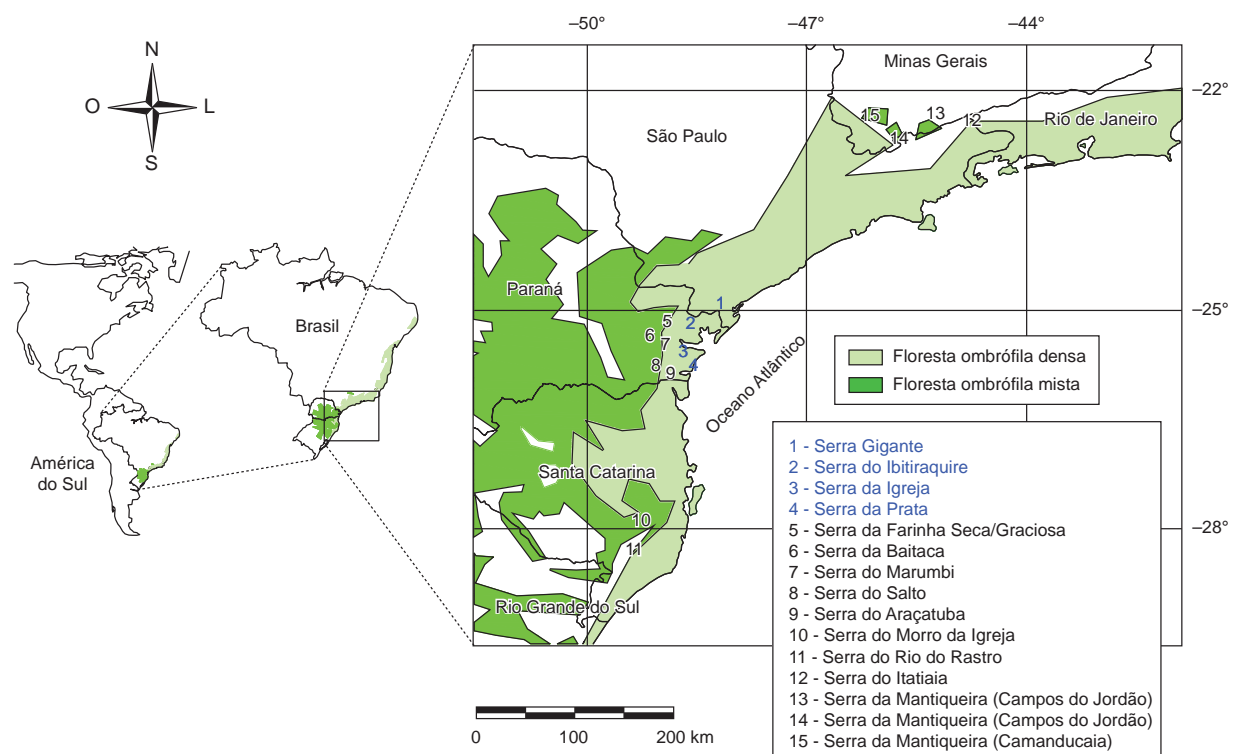 –50°
–47°
–44°
N
O
L
S
Minas Gerais
–22°
15
13
12
14
Rio de Janeiro
São Paulo
Paraná
1
–25°
5
2
6
7
3
8
4
9
Brasil
Oceano Atlântico
Floresta ombrófila densa
Floresta ombrófila mista
América
do Sul
Santa Catarina
10
–28°
11
Rio Grande do Sul
1 - Serra Gigante
2 - Serra do Ibitiraquire
3 - Serra da Igreja
4 - Serra da Prata
5 - Serra da Farinha Seca/Graciosa
6 - Serra da Baitaca
7 - Serra do Marumbi
8 - Serra do Salto
9 - Serra do Araçatuba
10 - Serra do Morro da Igreja
11 - Serra do Rio do Rastro
12 - Serra do Itatiaia
13 - Serra da Mantiqueira (Campos do Jordão)
14 - Serra da Mantiqueira (Campos do Jordão)
15 - Serra da Mantiqueira (Camanducaia)
0
100
200 km